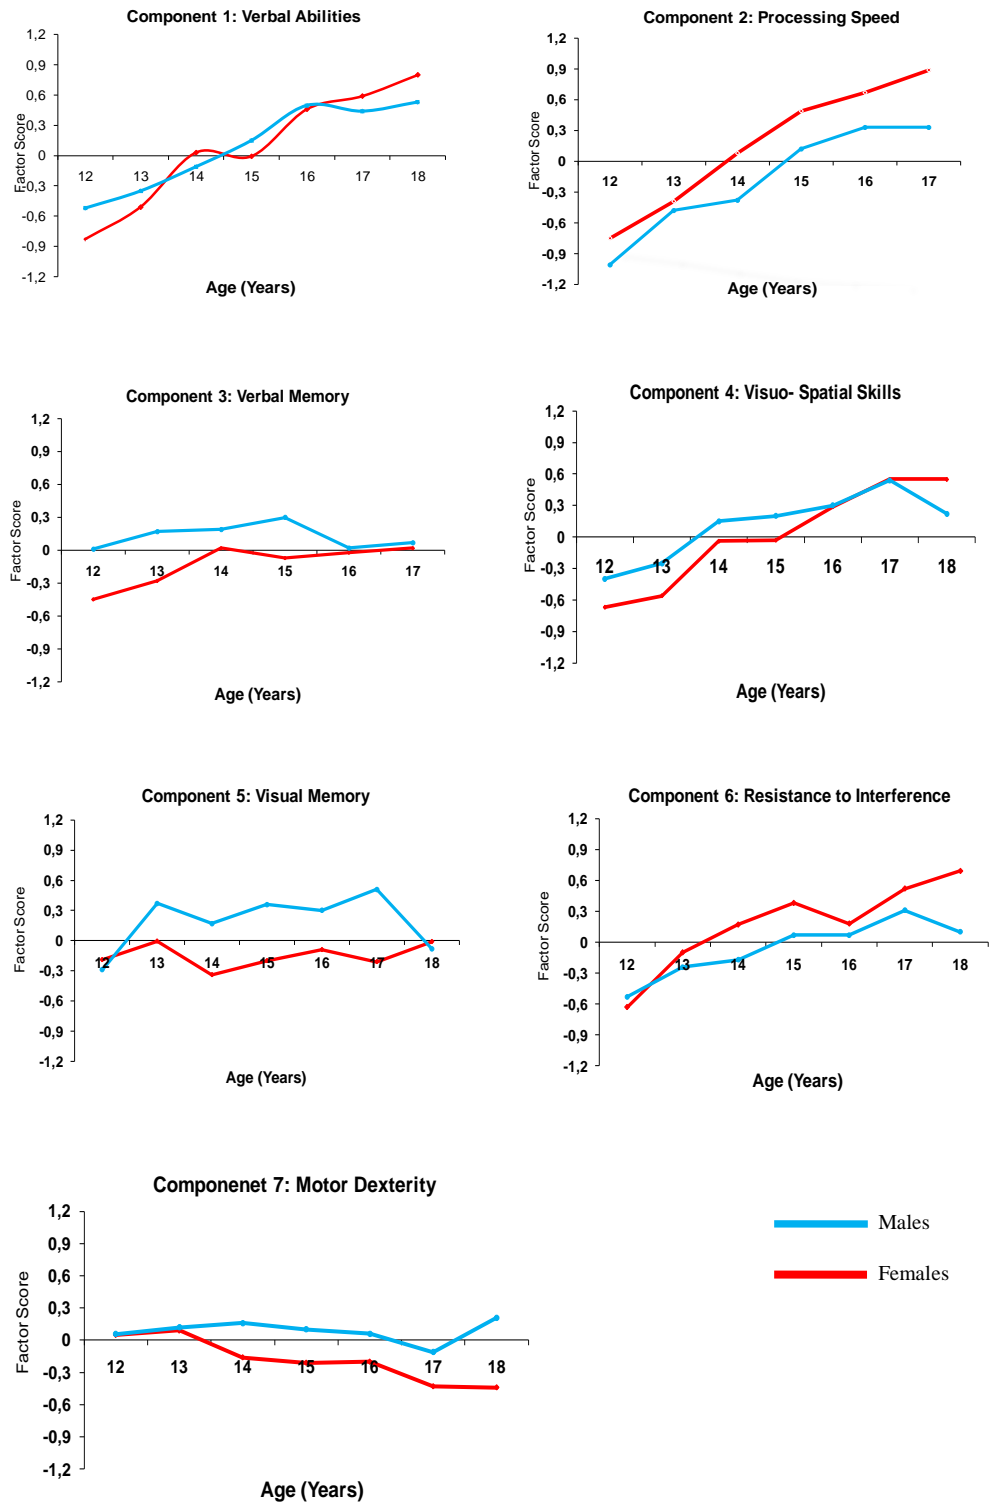 Component 1: Verbal Abilities
1,2
0,9
0,6
0,3
0
-0,3
-0,6
-0,9
-1,2
Factor Score
12 13 14 15 16 17 18
Age (Years)
Component 2: Processing Speed
1,2
0,9
0,6
0,3
0
-0,3
-0,6
-0,9
-1,2
Factor Score
12 13 14 15 16 17
Age (Years)
Component 3: Verbal Memory
1,2
0,9
0,6
0,3
0
-0,3
-0,6
-0,9
-1,2
Factor Score
12 13 14 15 16 17
Age (Years)
Component 4: Visuo- Spatial Skills
1,2
0,9
0,6
0,3
0
-0,3
-0,6
-0,9
-1,2
Factor Score
12 13 14 15 16 17 18
Age (Years)
Component 5: Visual Memory
1,2
0,9
0,6
0,3
0
-0,3
-0,6
-0,9
-1,2
Factor Score
12 13 14 15 16 17 18
Age (Years)
Component 6: Resistance to Interference
1,2
0,9
0,6
0,3
0
-0,3
-0,6
-0,9
-1,2
Factor Score
12 13 14 15 16 17 18
Age (Years)
Componenet 7: Motor Dexterity
1,2
0,9
0,6
0,3
0
-0,3
-0,6
-0,9
-1,2
Factor Score
12 13 14 15 16 17 18
Age (Years)
Males
Females